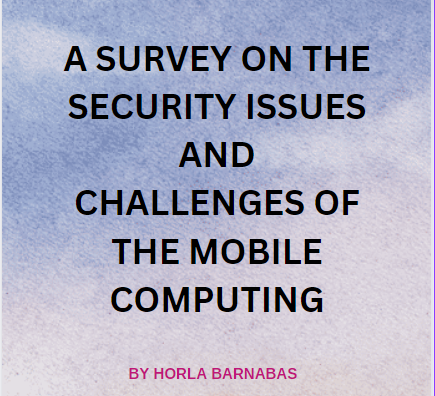 A SURVEY ON THE
SECURITY ISSUES
AND
CHALLENGES OF
THE MOBILE
COMPUTING
BY HORLA BARNABAS